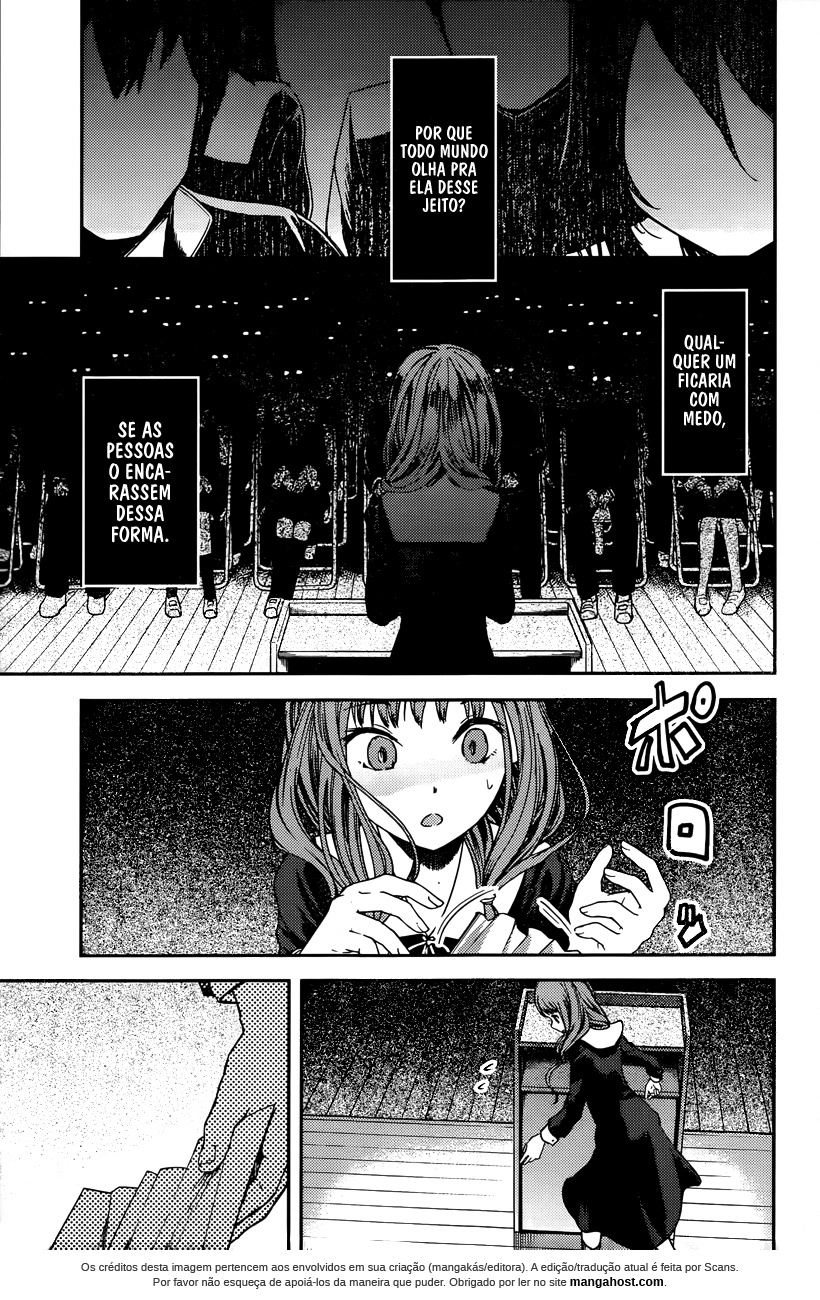 POR QUE
TODO MUNDO
OLHA PRA
ELA DESSE
JEITO?
QUAL-
QUER UM
FICARIA
COM
MEDO,
SE AS
PESSOAS
O ENCA-
RASSEM
DESSA
FORMA.
ポロッ
Os créditos desta imagem pertencem aos envolvidos em sua criação (mangakás/editora). A edição/tradução atual é feita por Scans.
Por favor não esqueça de apoiá-los da maneira que puder. Obrigado por ler no site mangahost.com.